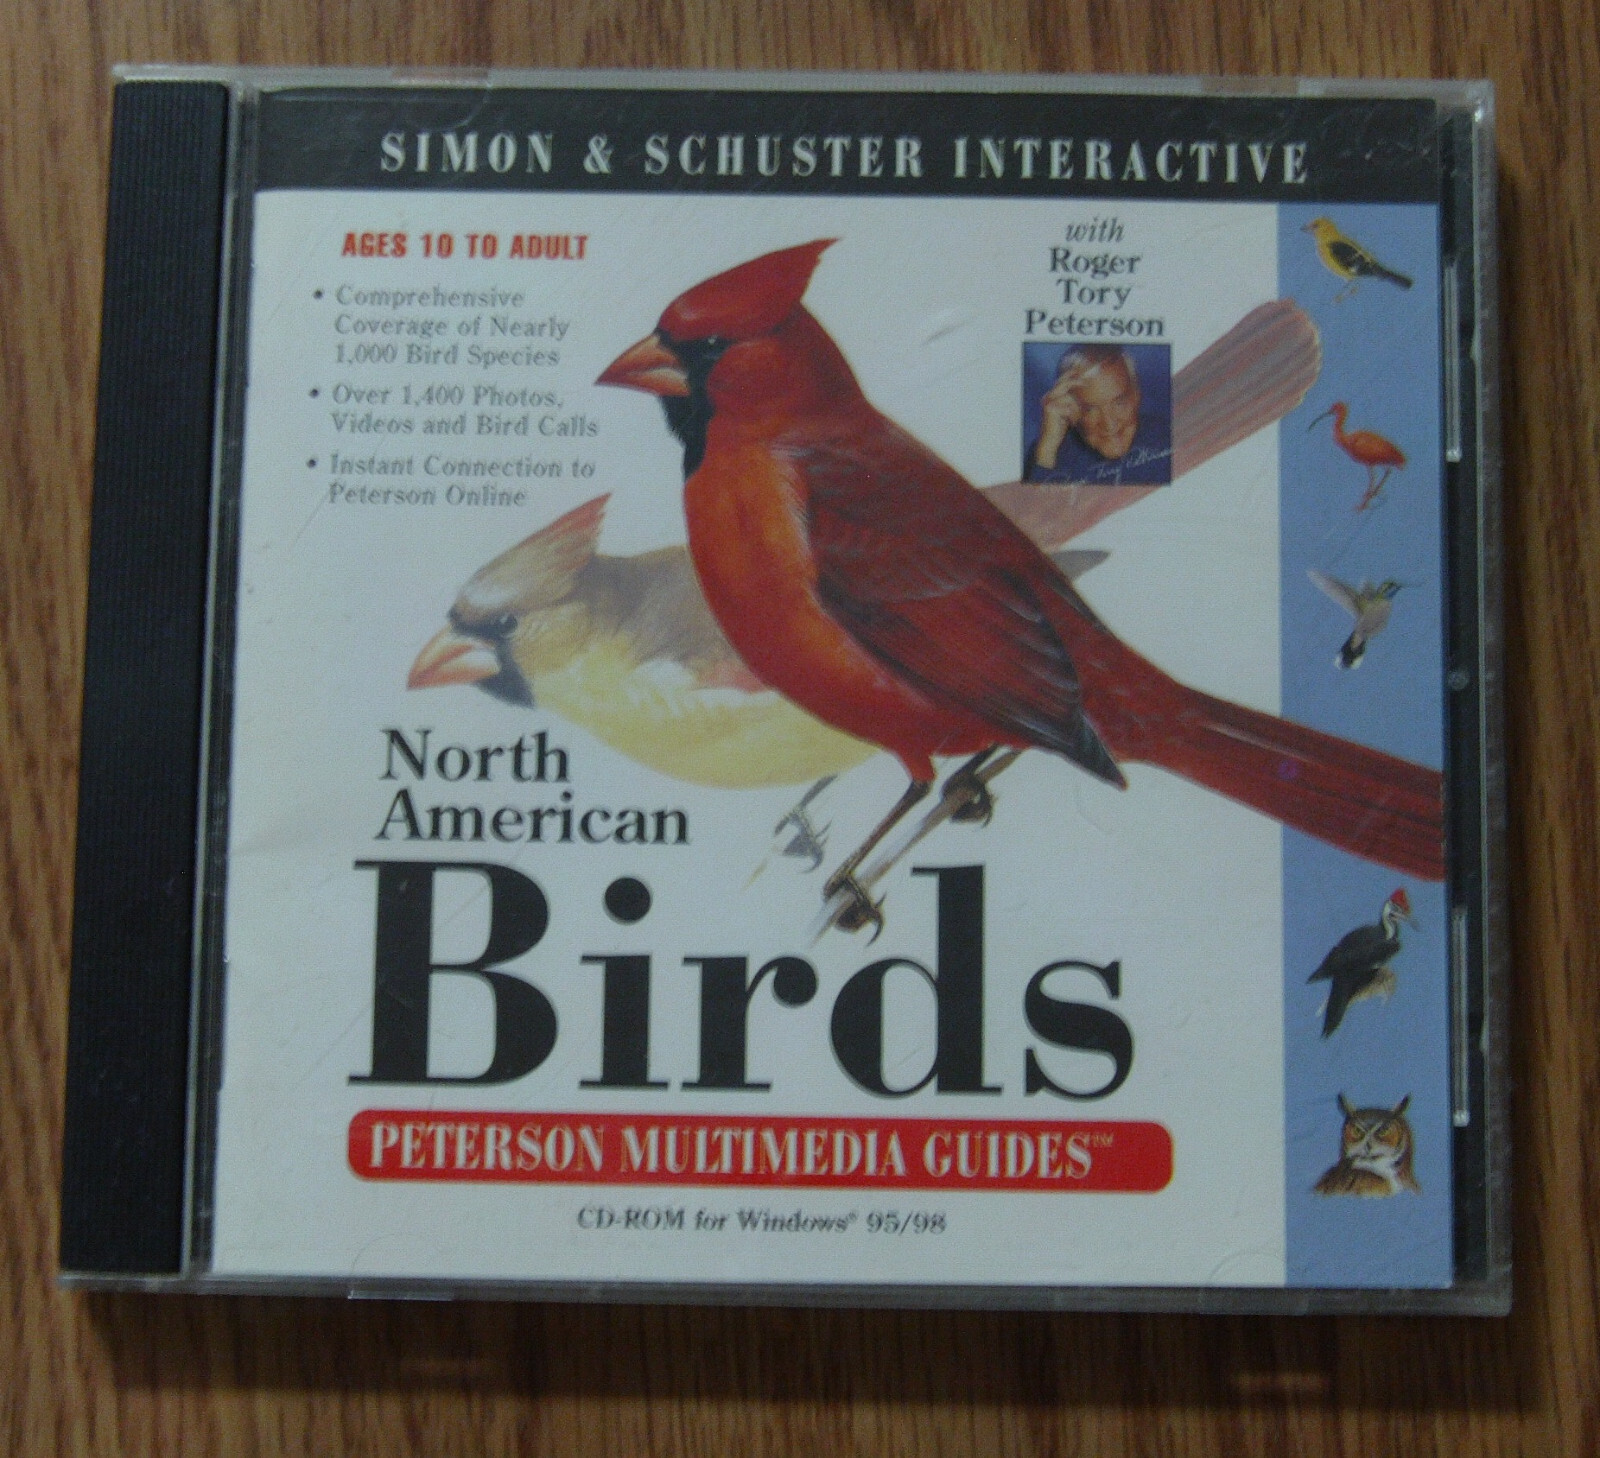 SIMON & SCHUSTER INTERACTIVE
AGES 10 TO ADULT
• Comprehensive
Coverage of Nearly
1,000 Bird Species
• Over 1,400 Photos,
Videos and Bird Calls
• Instant Connection to
Peterson Online
with
Roger
Tory
Peterson
North
American
Birds
PETERSON MULTIMEDIA GUIDES™
CD-ROM for Windows® 95/98